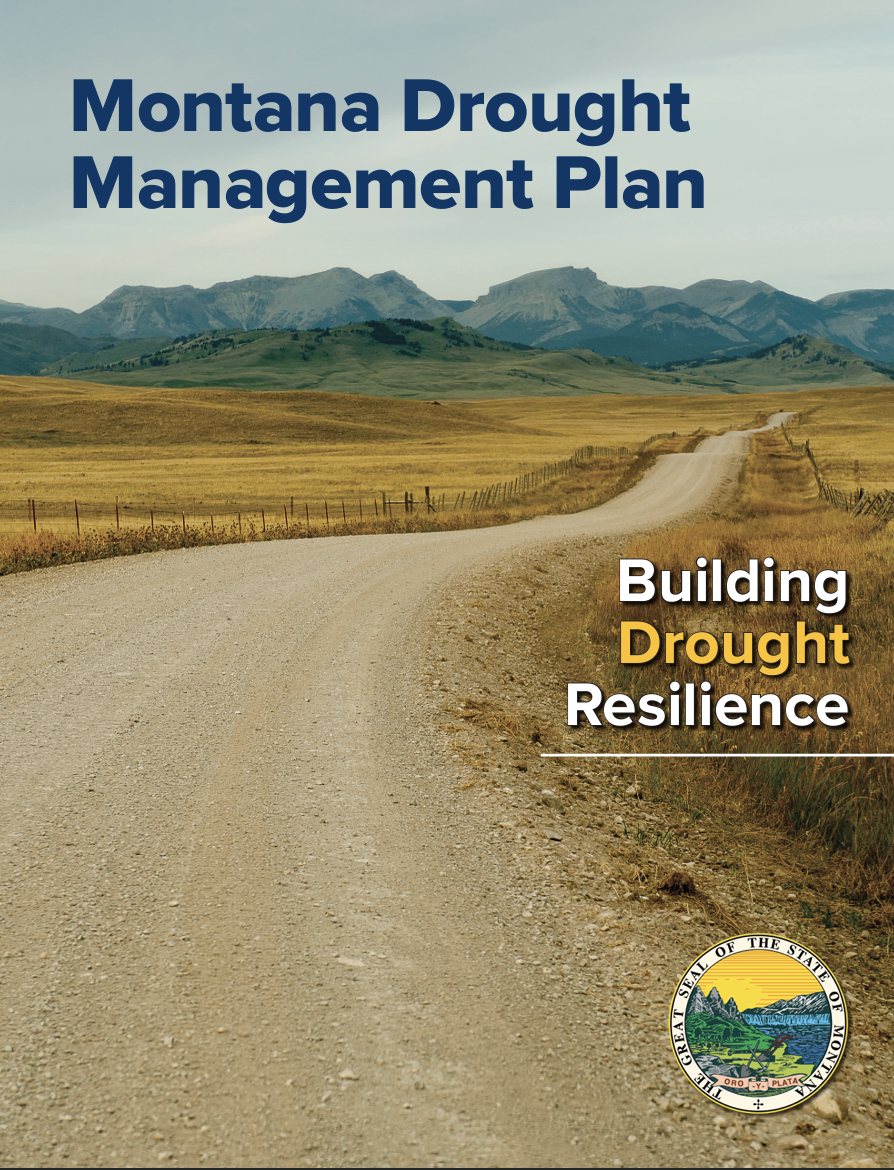 Montana Drought
Management Plan
Building
Drought
Resilience
THE GREAT SEAL OF THE STATE OF MONTANA
ORO Y PLATA